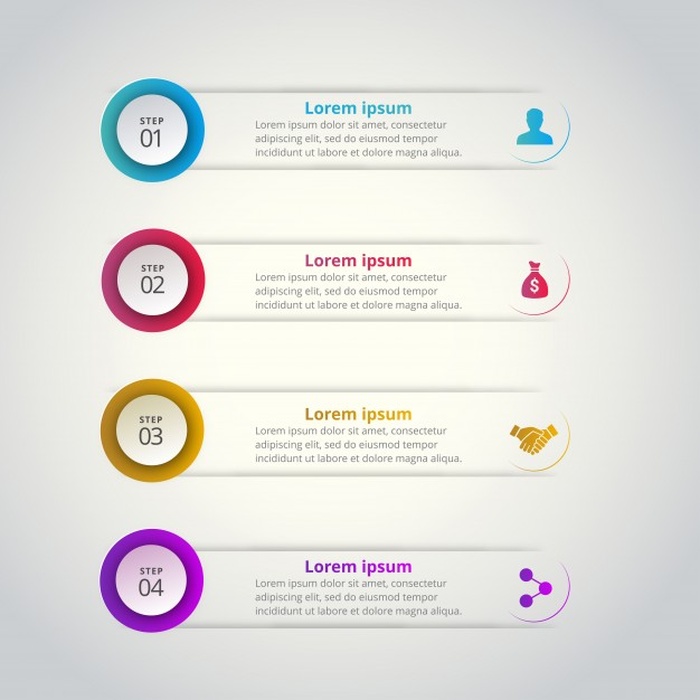 STEP
01
Lorem ipsum
Lorem ipsum dolor sit amet, consectetur
adipiscing elit, sed do eiusmod tempor
incididunt ut labore et dolore magna aliqua.
STEP
02
Lorem ipsum
Lorem ipsum dolor sit amet, consectetur
adipiscing elit, sed do eiusmod tempor
incididunt ut labore et dolore magna aliqua.
$
STEP
03
Lorem ipsum
Lorem ipsum dolor sit amet, consectetur
adipiscing elit, sed do eiusmod tempor
incididunt ut labore et dolore magna aliqua.
STEP
04
Lorem ipsum
Lorem ipsum dolor sit amet, consectetur
adipiscing elit, sed do eiusmod tempor
incididunt ut labore et dolore magna aliqua.